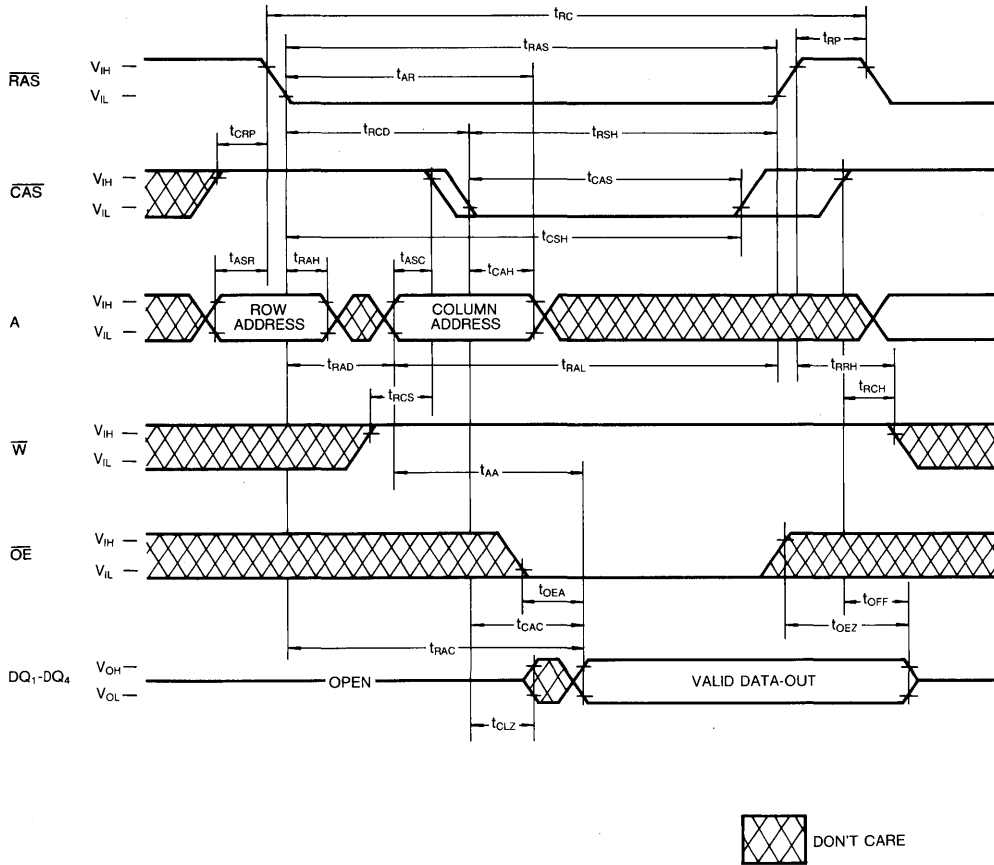 tRC
tRP
tRAS
tAR
RAS
VIH
VIL
tRCD
tRSH
tCRP
CAS
VIH
VIL
tCAS
tCSH
tASR
tRAH
tASC
tCAH
A
VIH
VIL
ROW ADDRESS
COLUMN ADDRESS
tRAD
tRAL
tRRH
tRCS
tRCH
W
VIH
VIL
tAA
OE
VIH
VIL
tOEA
tOFF
tCAC
tOEZ
tRAC
DQ1-DQ4
VOH
VOL
OPEN
VALID DATA-OUT
tCLZ
DON'T CARE